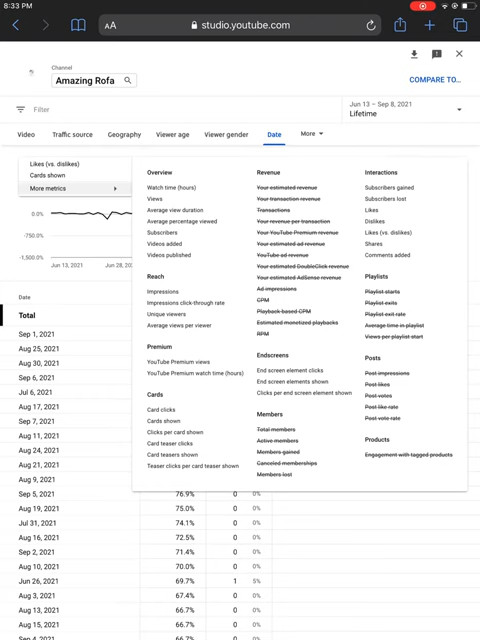 8:33 PM
AA
studio.youtube.com
Channel
Amazing Rofa
COMPARE TO...
Filter
Jun 13 – Sep 8, 2021
Lifetime
Video
Traffic source
Geography
Viewer age
Viewer gender
Date
More
Likes (vs. dislikes)
Cards shown
More metrics
0.0%
-750.0%
-1,500.0%
Jun 13, 2021
Jun 28, 202
Overview
Watch time (hours)
Views
Average view duration
Average percentage viewed
Subscribers
Videos added
Videos published
Reach
Impressions
Impressions click-through rate
Unique viewers
Average views per viewer
Premium
YouTube Premium views
YouTube Premium watch time (hours)
Cards
Card clicks
Cards shown
Clicks per card shown
Card teaser clicks
Card teasers shown
Teaser clicks per card teaser shown
Revenue
Your estimated revenue
Your transaction revenue
Transactions
Your revenue per transaction
Your YouTube Premium revenue
Your estimated ad revenue
YouTube ad revenue
Your estimated DoubleClick revenue
Your estimated AdSense revenue
Ad impressions
CPM
Playback-based CPM
Estimated monetized playbacks
RPM
Endscreens
End screen element clicks
End screen elements shown
Clicks per end screen element shown
Members
Total members
Active members
Members gained
Canceled memberships
Members lost
Interactions
Subscribers gained
Subscribers lost
Likes
Dislikes
Likes (vs. dislikes)
Shares
Comments added
Playlists
Playlist starts
Playlist exits
Playlist exit rate
Average time in playlist
Views per playlist start
Posts
Post impressions
Post likes
Post votes
Post like rate
Post vote rate
Products
Engagement with tagged products
Date
Total
Sep 1, 2021
Aug 25, 2021
Aug 30, 2021
Sep 6, 2021
Jul 6, 2021
Aug 17, 2021
Sep 7, 2021
Aug 11, 2021
Aug 24, 2021
Aug 21, 2021
Aug 9, 2021
Sep 5, 2021 76.9% 0 0%
Aug 19, 2021 75.0% 0 0%
Jul 31, 2021 74.1% 0 0%
Aug 16, 2021 72.5% 0 0%
Sep 2, 2021 71.4% 0 0%
Aug 10, 2021 70.0% 0 0%
Jun 26, 2021 69.7% 1 5%
Aug 3, 2021 67.4% 0 0%
Aug 13, 2021 66.7% 0 0%
Aug 15, 2021 66.7% 0 0%
Sep 4, 2021 66.7% 0 0%